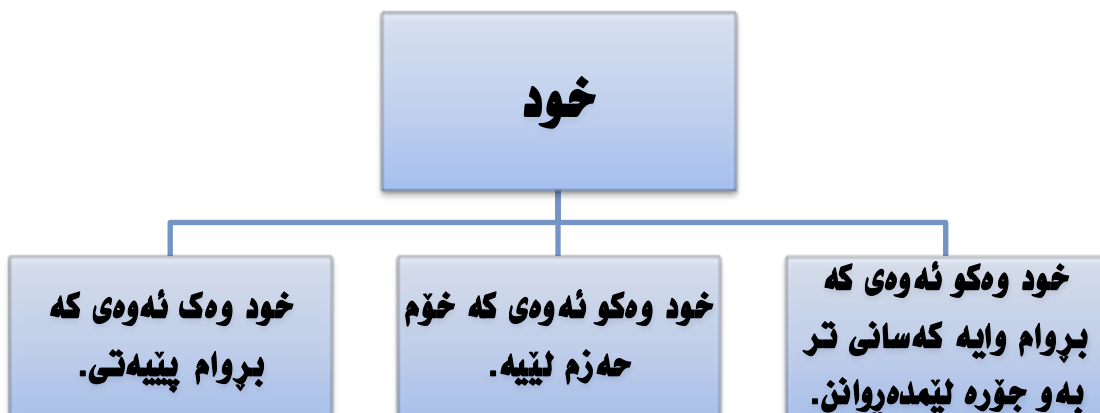 خود
خود وەکو ئەوەی کە
بڕوام وایە کەسانی تر
بەو جۆرە لێمدەڕوانن.
خود وەکو ئەوەی کە خۆم
حەزم لێیە.
خود وەک ئەوەی کە
بڕوام پێیەتی.